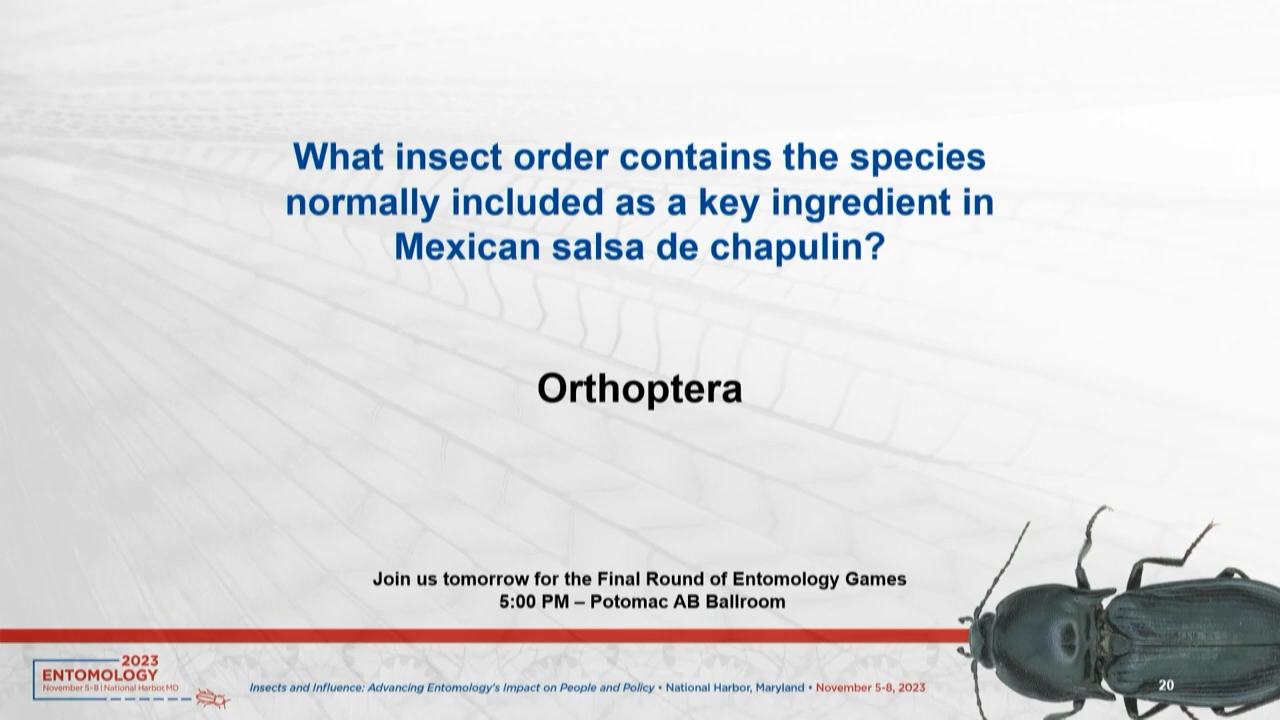 What insect order contains the species
normally included as a key ingredient in
Mexican salsa de chapulin?
Orthoptera
Join us tomorrow for the Final Round of Entomology Games
5:00 PM – Potomac AB Ballroom
2023
ENTOMOLOGY
November 5-8 | National Harbor, MD
Insects and Influence: Advancing Entomology's Impact on People and Policy • National Harbor, Maryland • November 5-8, 2023
20